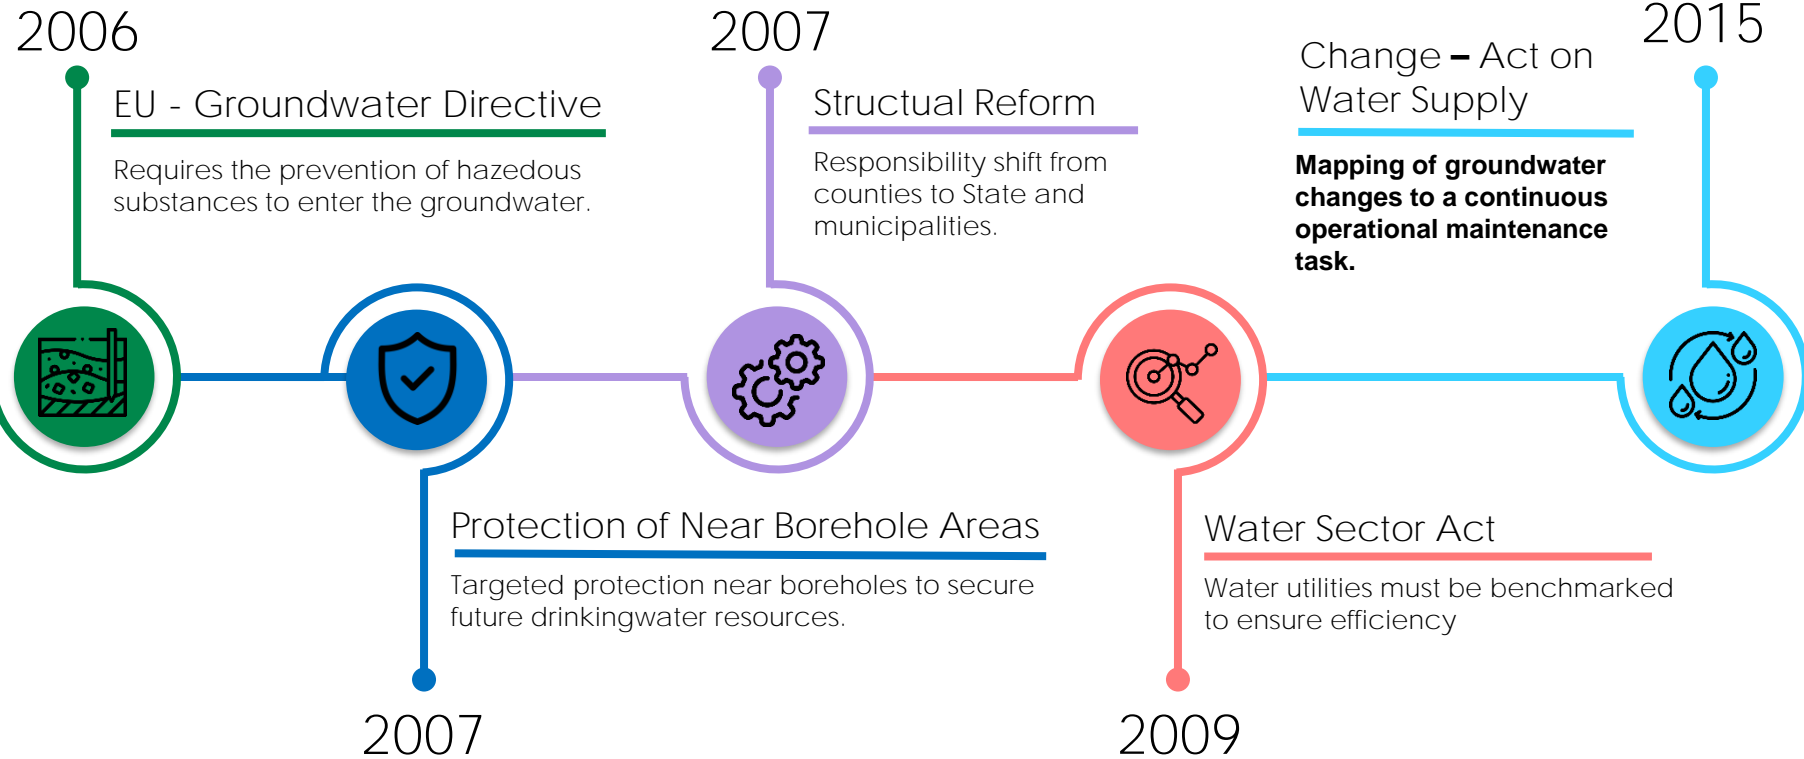 2006
EU - Groundwater Directive
Requires the prevention of hazedous
substances to enter the groundwater.
2007
Protection of Near Borehole Areas
Targeted protection near boreholes to secure
future drinkingwater resources.
2007
Structual Reform
Responsibility shift from
counties to State and
municipalities.
2009
Water Sector Act
Water utilities must be benchmarked
to ensure efficiency
2015
Change – Act on
Water Supply
Mapping of groundwater
changes to a continuous
operational maintenance
task.